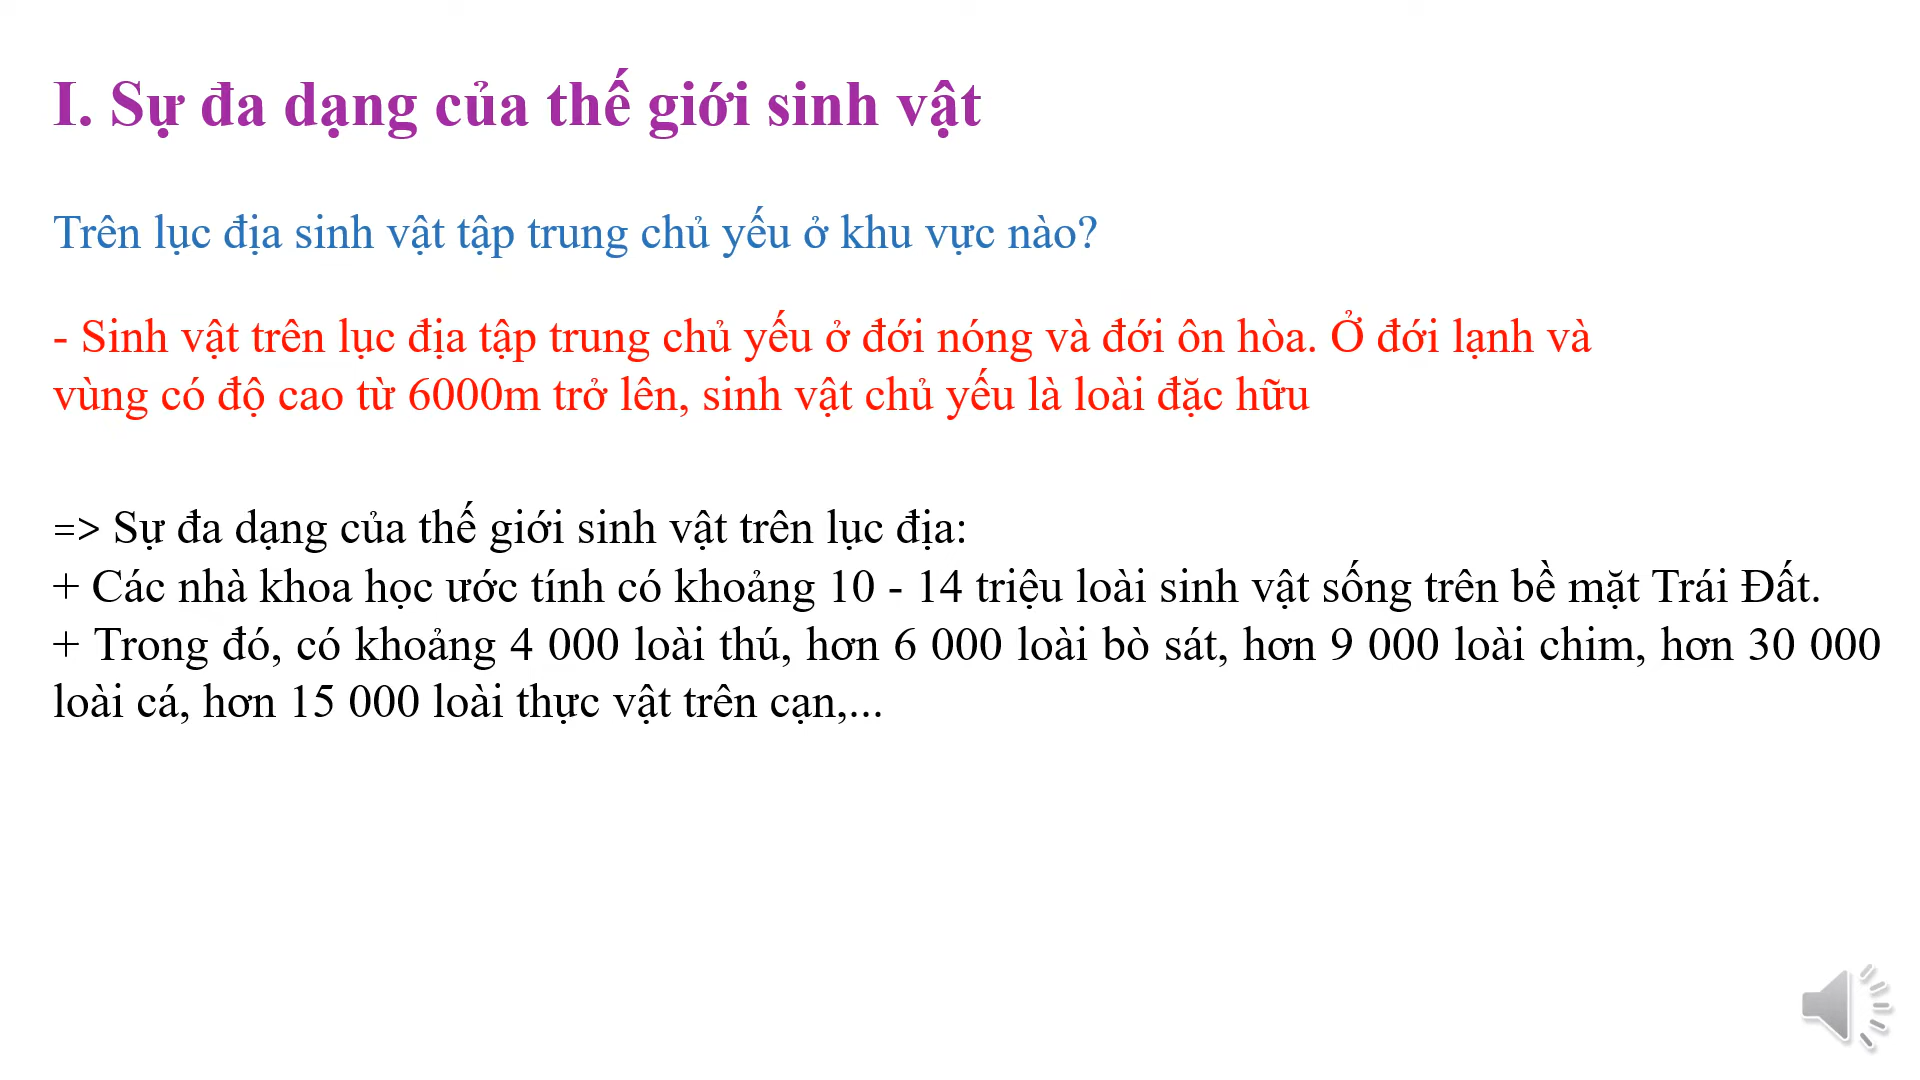 I. Sự đa dạng của thế giới sinh vật
Trên lục địa sinh vật tập trung chủ yếu ở khu vực nào?
- Sinh vật trên lục địa tập trung chủ yếu ở đới nóng và đới ôn hòa. Ở đới lạnh và
vùng có độ cao từ 6000m trở lên, sinh vật chủ yếu là loài đặc hữu
=> Sự đa dạng của thế giới sinh vật trên lục địa:
+ Các nhà khoa học ước tính có khoảng 10 - 14 triệu loài sinh vật sống trên bề mặt Trái Đất.
+ Trong đó, có khoảng 4 000 loài thú, hơn 6 000 loài bò sát, hơn 9 000 loài chim, hơn 30 000
loài cá, hơn 15 000 loài thực vật trên cạn,...